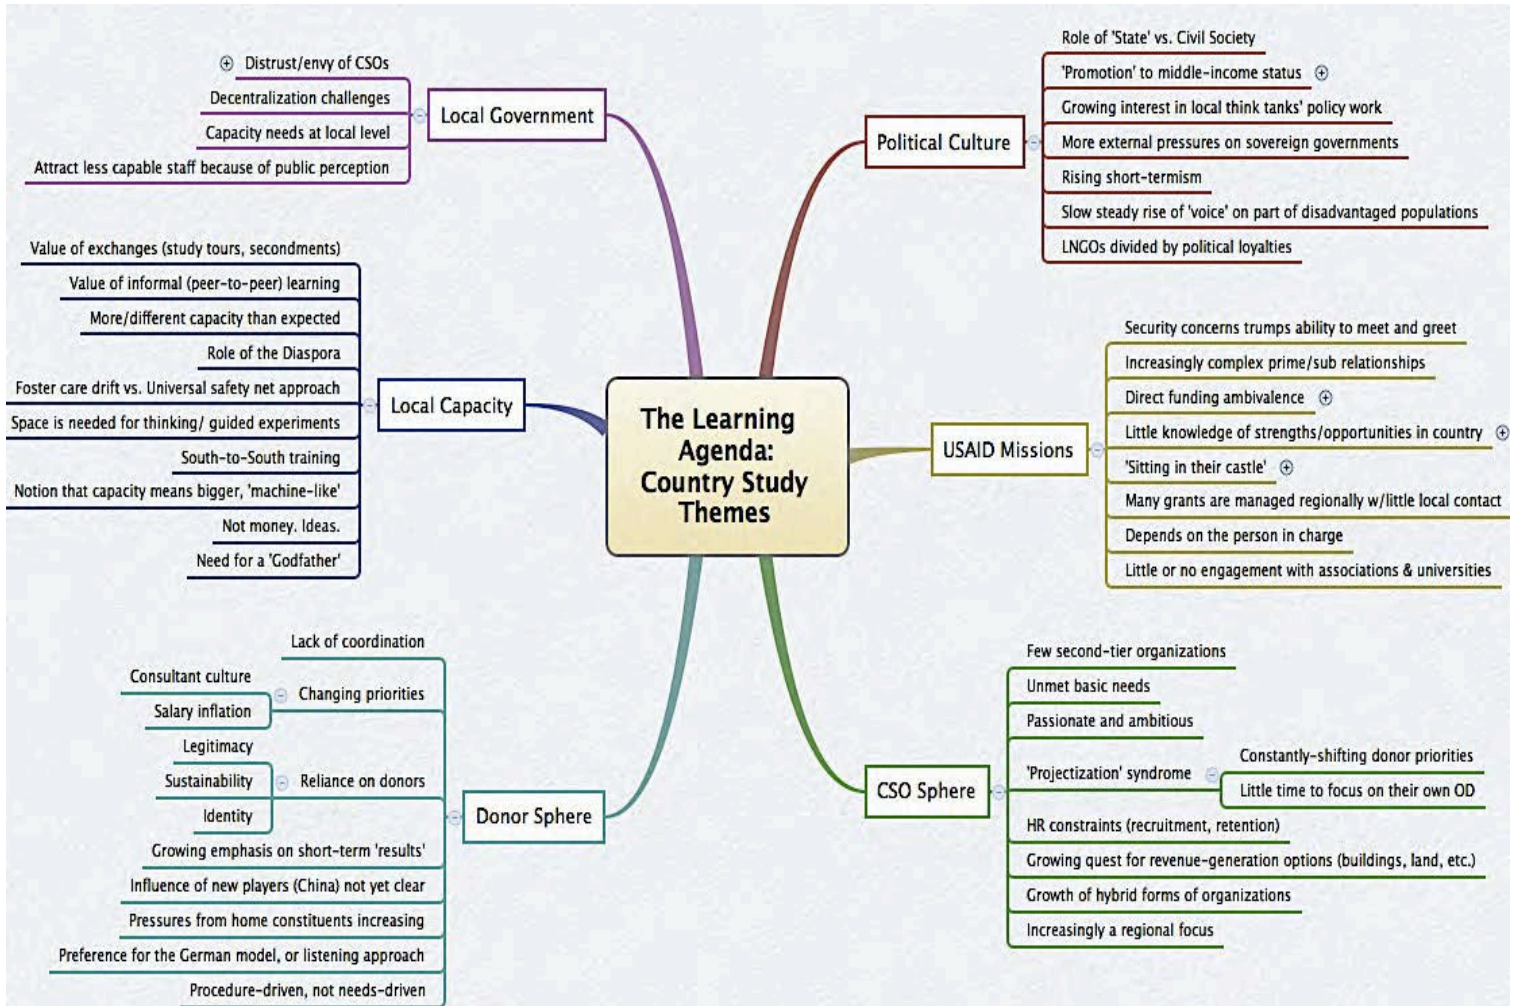 The Learning
Agenda:
Country Study
Themes
Local Government
Distrust/envy of CSOs
Decentralization challenges
Capacity needs at local level
Attract less capable staff because of public perception
Local Capacity
Value of exchanges (study tours, secondments)
Value of informal (peer-to-peer) learning
More/different capacity than expected
Role of the Diaspora
Foster care drift vs. Universal safety net approach
Space is needed for thinking/ guided experiments
South-to-South training
Notion that capacity means bigger, 'machine-like'
Not money. Ideas.
Need for a 'Godfather'
Donor Sphere
Lack of coordination
Changing priorities
Consultant culture
Salary inflation
Reliance on donors
Legitimacy
Sustainability
Identity
Growing emphasis on short-term 'results'
Influence of new players (China) not yet clear
Pressures from home constituents increasing
Preference for the German model, or listening approach
Procedure-driven, not needs-driven
Political Culture
Role of 'State' vs. Civil Society
'Promotion' to middle-income status
Growing interest in local think tanks' policy work
More external pressures on sovereign governments
Rising short-termism
Slow steady rise of 'voice' on part of disadvantaged populations
LNGOs divided by political loyalties
USAID Missions
Security concerns trumps ability to meet and greet
Increasingly complex prime/sub relationships
Direct funding ambivalence
Little knowledge of strengths/opportunities in country
'Sitting in their castle'
Many grants are managed regionally w/little local contact
Depends on the person in charge
Little or no engagement with associations & universities
CSO Sphere
Few second-tier organizations
Unmet basic needs
Passionate and ambitious
'Projectization' syndrome
Constantly-shifting donor priorities
Little time to focus on their own OD
HR constraints (recruitment, retention)
Growing quest for revenue-generation options (buildings, land, etc.)
Growth of hybrid forms of organizations
Increasingly a regional focus